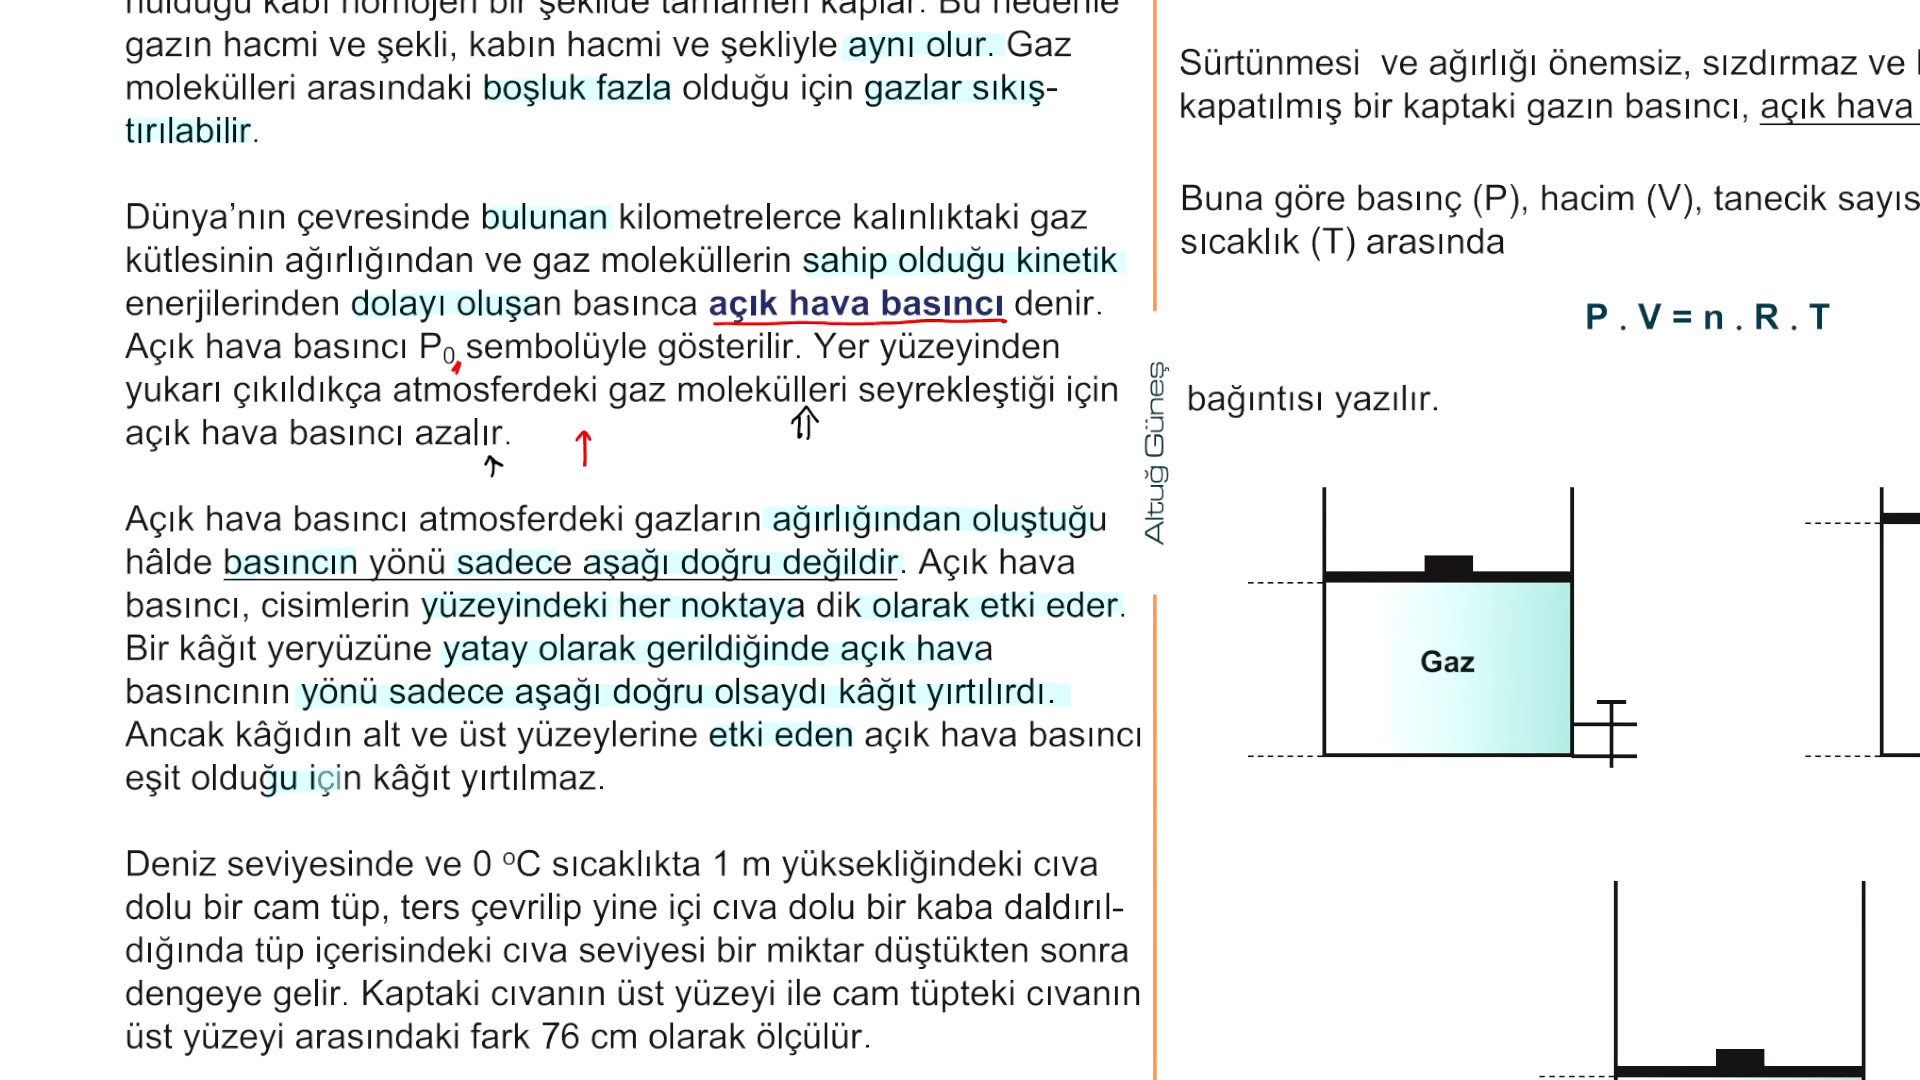 gazın hacmi ve şekli, kabın hacmi ve şekliyle aynı olur. Gaz
molekülleri arasındaki boşluk fazla olduğu için gazlar sıkış-
tırılabilir.
Dünya’nın çevresinde bulunan kilometrelerce kalınlıktaki gaz
kütlesinin ağırlığından ve gaz moleküllerin sahip olduğu kinetik
enerjilerinden dolayı oluşan basınca açık hava basıncı denir.
Açık hava basıncı P₀ sembolüyle gösterilir. Yer yüzeyinden
yukarı çıkıldıkça atmosferdeki gaz molekülleri seyrekleştiği için
açık hava basıncı azalır.
Açık hava basıncı atmosferdeki gazların ağırlığından oluştuğu
hâlde basıncın yönü sadece aşağı doğru değildir. Açık hava
basıncı, cisimlerin yüzeyindeki her noktaya dik olarak etki eder.
Bir kâğıt yeryüzüne yatay olarak gerildiğinde açık hava
basıncının yönü sadece aşağı doğru olsaydı kâğıt yırtılırdı.
Ancak kâğıdın alt ve üst yüzeylerine etki eden açık hava basıncı
eşit olduğu için kâğıt yırtılmaz.
Deniz seviyesinde ve 0 °C sıcaklıkta 1 m yüksekliğindeki cıva
dolu bir cam tüp, ters çevrilip yine içi cıva dolu bir kaba daldırıl-
dığında tüp içerisindeki cıva seviyesi bir miktar düştükten sonra
dengeye gelir. Kaptaki cıvanın üst yüzeyi ile cam tüpteki cıvanın
üst yüzeyi arasındaki fark 76 cm olarak ölçülür.
Altuğ Güneş
Sürtünmesi ve ağırlığı önemsiz, sızdırmaz ve
kapatılmış bir kaptaki gazın basıncı, açık hava
Buna göre basınç (P), hacim (V), tanecik
sıcaklık (T) arasında
P . V = n . R . T
bağıntısı yazılır.
Gaz